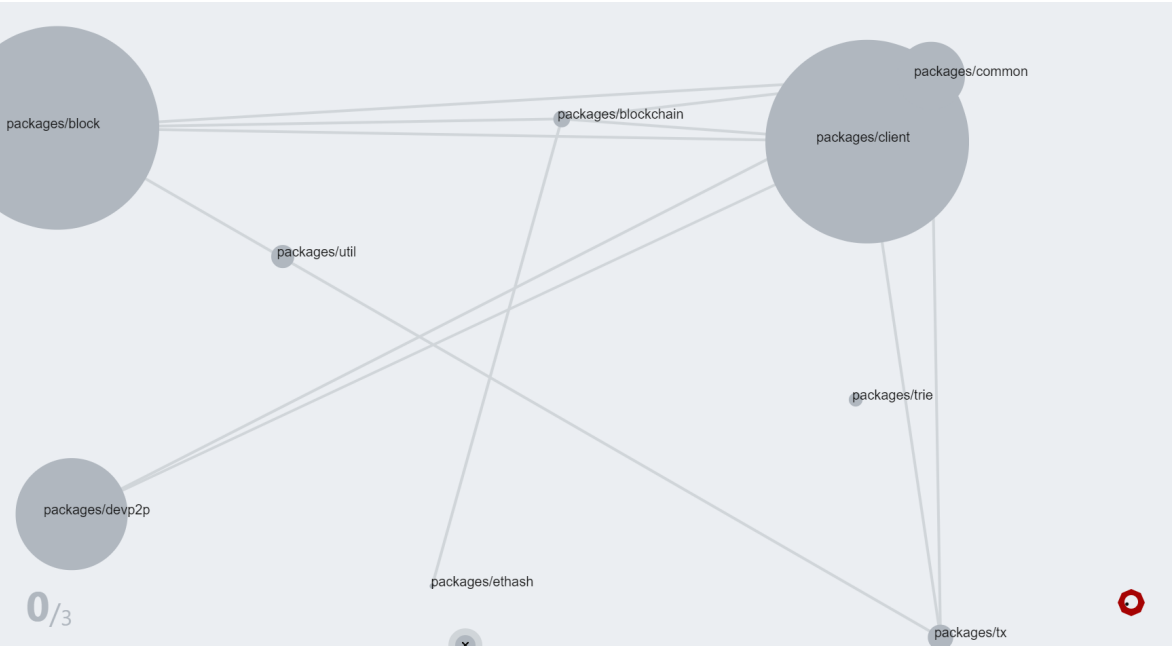 packages/common
packages/blockchain
packages/block
packages/client
packages/util
packages/trie
packages/devp2p
packages/ethash
0/3
packages/tx
x